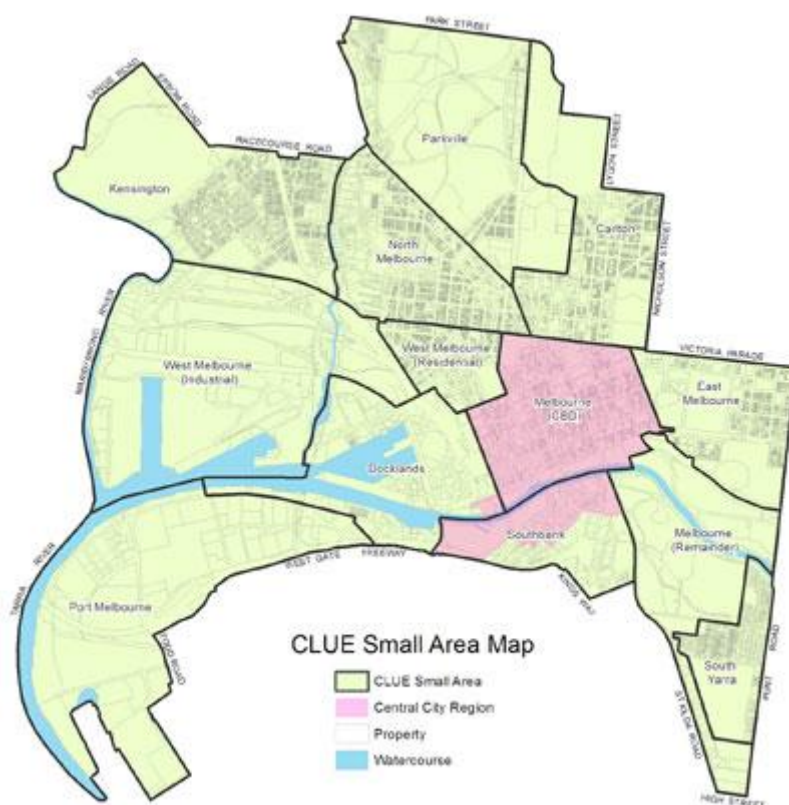 PARK STREET
LANGS ROAD
EPSOM ROAD
RACECOURSE ROAD
Parkville
LYGON STREET
Kensington
North
Melbourne
Carlton
NICHOLSON STREET
MARIBYRNONG RIVER
West Melbourne
(Industrial)
West Melbourne
(Residential)
VICTORIA PARADE
East
Melbourne
Melbourne
(CBD)
Docklands
Southbank
Melbourne
(Remainder)
WEST GATE FREEWAY
KINGS WAY
YARRA RIVER
Port Melbourne
TODD ROAD
South
Yarra
PUNT ROAD
ST KILDA ROAD
HIGH STREET
CLUE Small Area Map
CLUE Small Area
Central City Region
Property
Watercourse